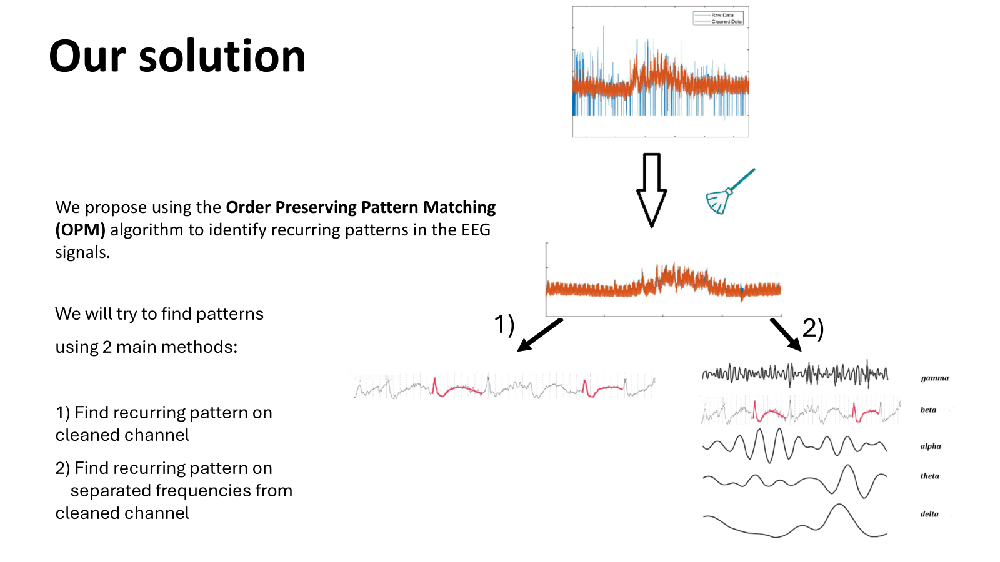 Our solution
Raw Data
Cleaned Data
We propose using the Order Preserving Pattern Matching
(OPM) algorithm to identify recurring patterns in the EEG
signals.
We will try to find patterns
using 2 main methods:
1) Find recurring pattern on
cleaned channel
2) Find recurring pattern on
separated frequencies from
cleaned channel
1)
2)
gamma
beta
alpha
theta
delta